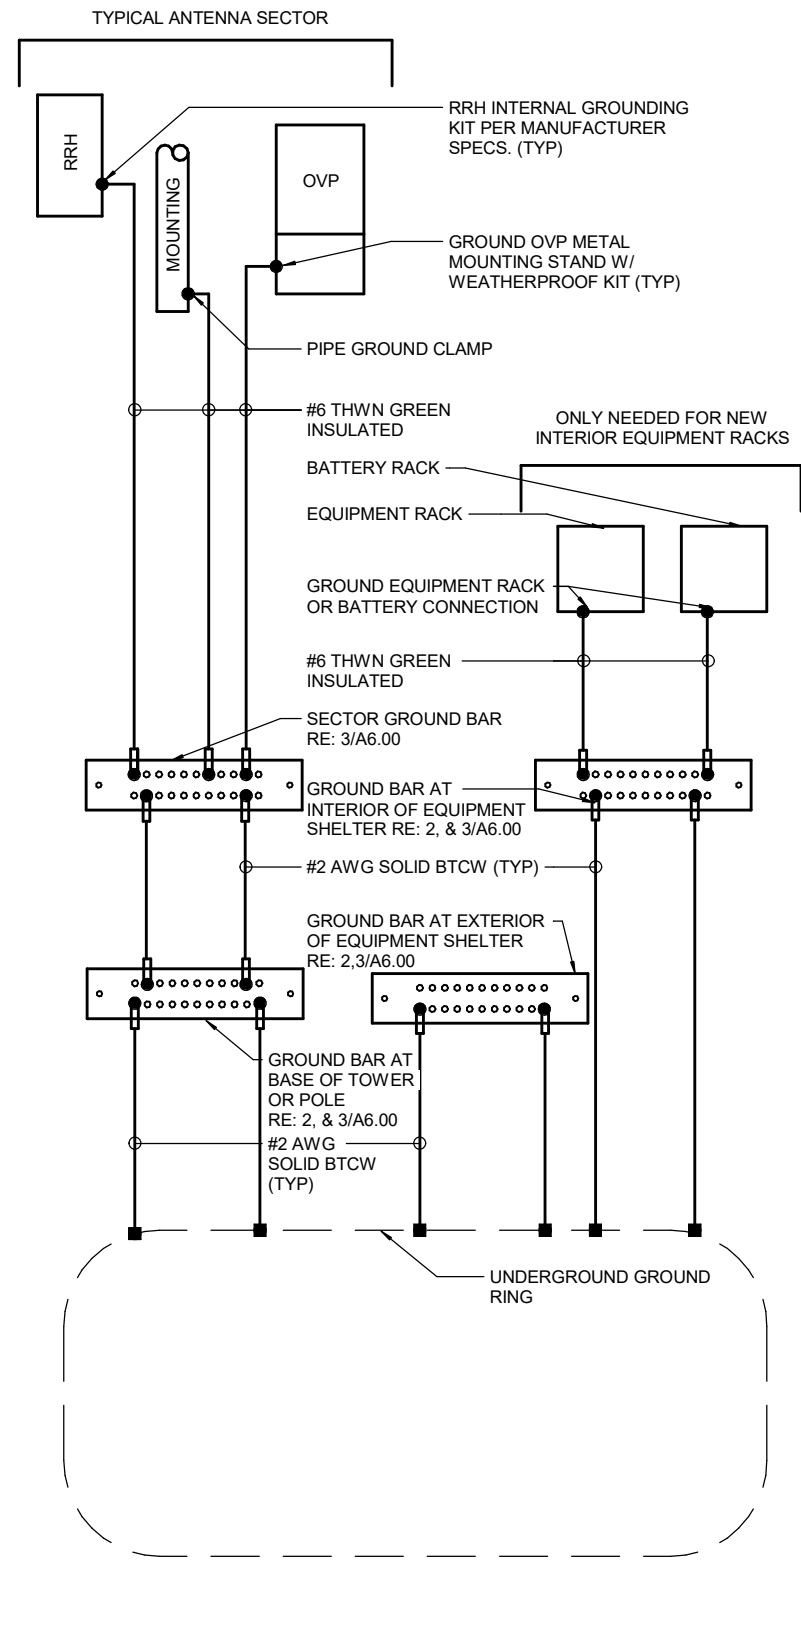 TYPICAL ANTENNA SECTOR
RRH
MOUNTING
OVP
RRH INTERNAL GROUNDING
KIT PER MANUFACTURER
SPECS. (TYP)
GROUND OVP METAL
MOUNTING STAND W/
WEATHERPROOF KIT (TYP)
PIPE GROUND CLAMP
#6 THWN GREEN
INSULATED
ONLY NEEDED FOR NEW
INTERIOR EQUIPMENT RACKS
BATTERY RACK
EQUIPMENT RACK
GROUND EQUIPMENT RACK
OR BATTERY CONNECTION
#6 THWN GREEN
INSULATED
SECTOR GROUND BAR
RE: 3/A6.00
GROUND BAR AT
INTERIOR OF EQUIPMENT
SHELTER RE: 2, & 3/A6.00
#2 AWG SOLID BTCW (TYP)
GROUND BAR AT EXTERIOR
OF EQUIPMENT SHELTER
RE: 2,3/A6.00
GROUND BAR AT
BASE OF TOWER
OR POLE
RE: 2, & 3/A6.00
#2 AWG
SOLID BTCW
(TYP)
UNDERGROUND GROUND
RING